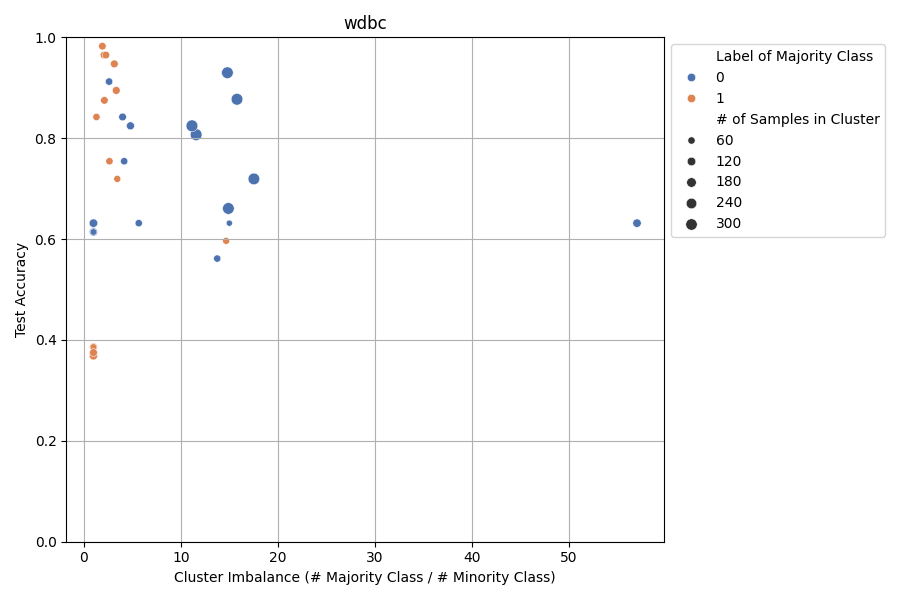 wdbc
1.0
0.8
0.6
0.4
0.2
0.0
Test Accuracy
0 10 20 30 40 50
Cluster Imbalance (# Majority Class / # Minority Class)
Label of Majority Class
0
1
# of Samples in Cluster
60
120
180
240
300